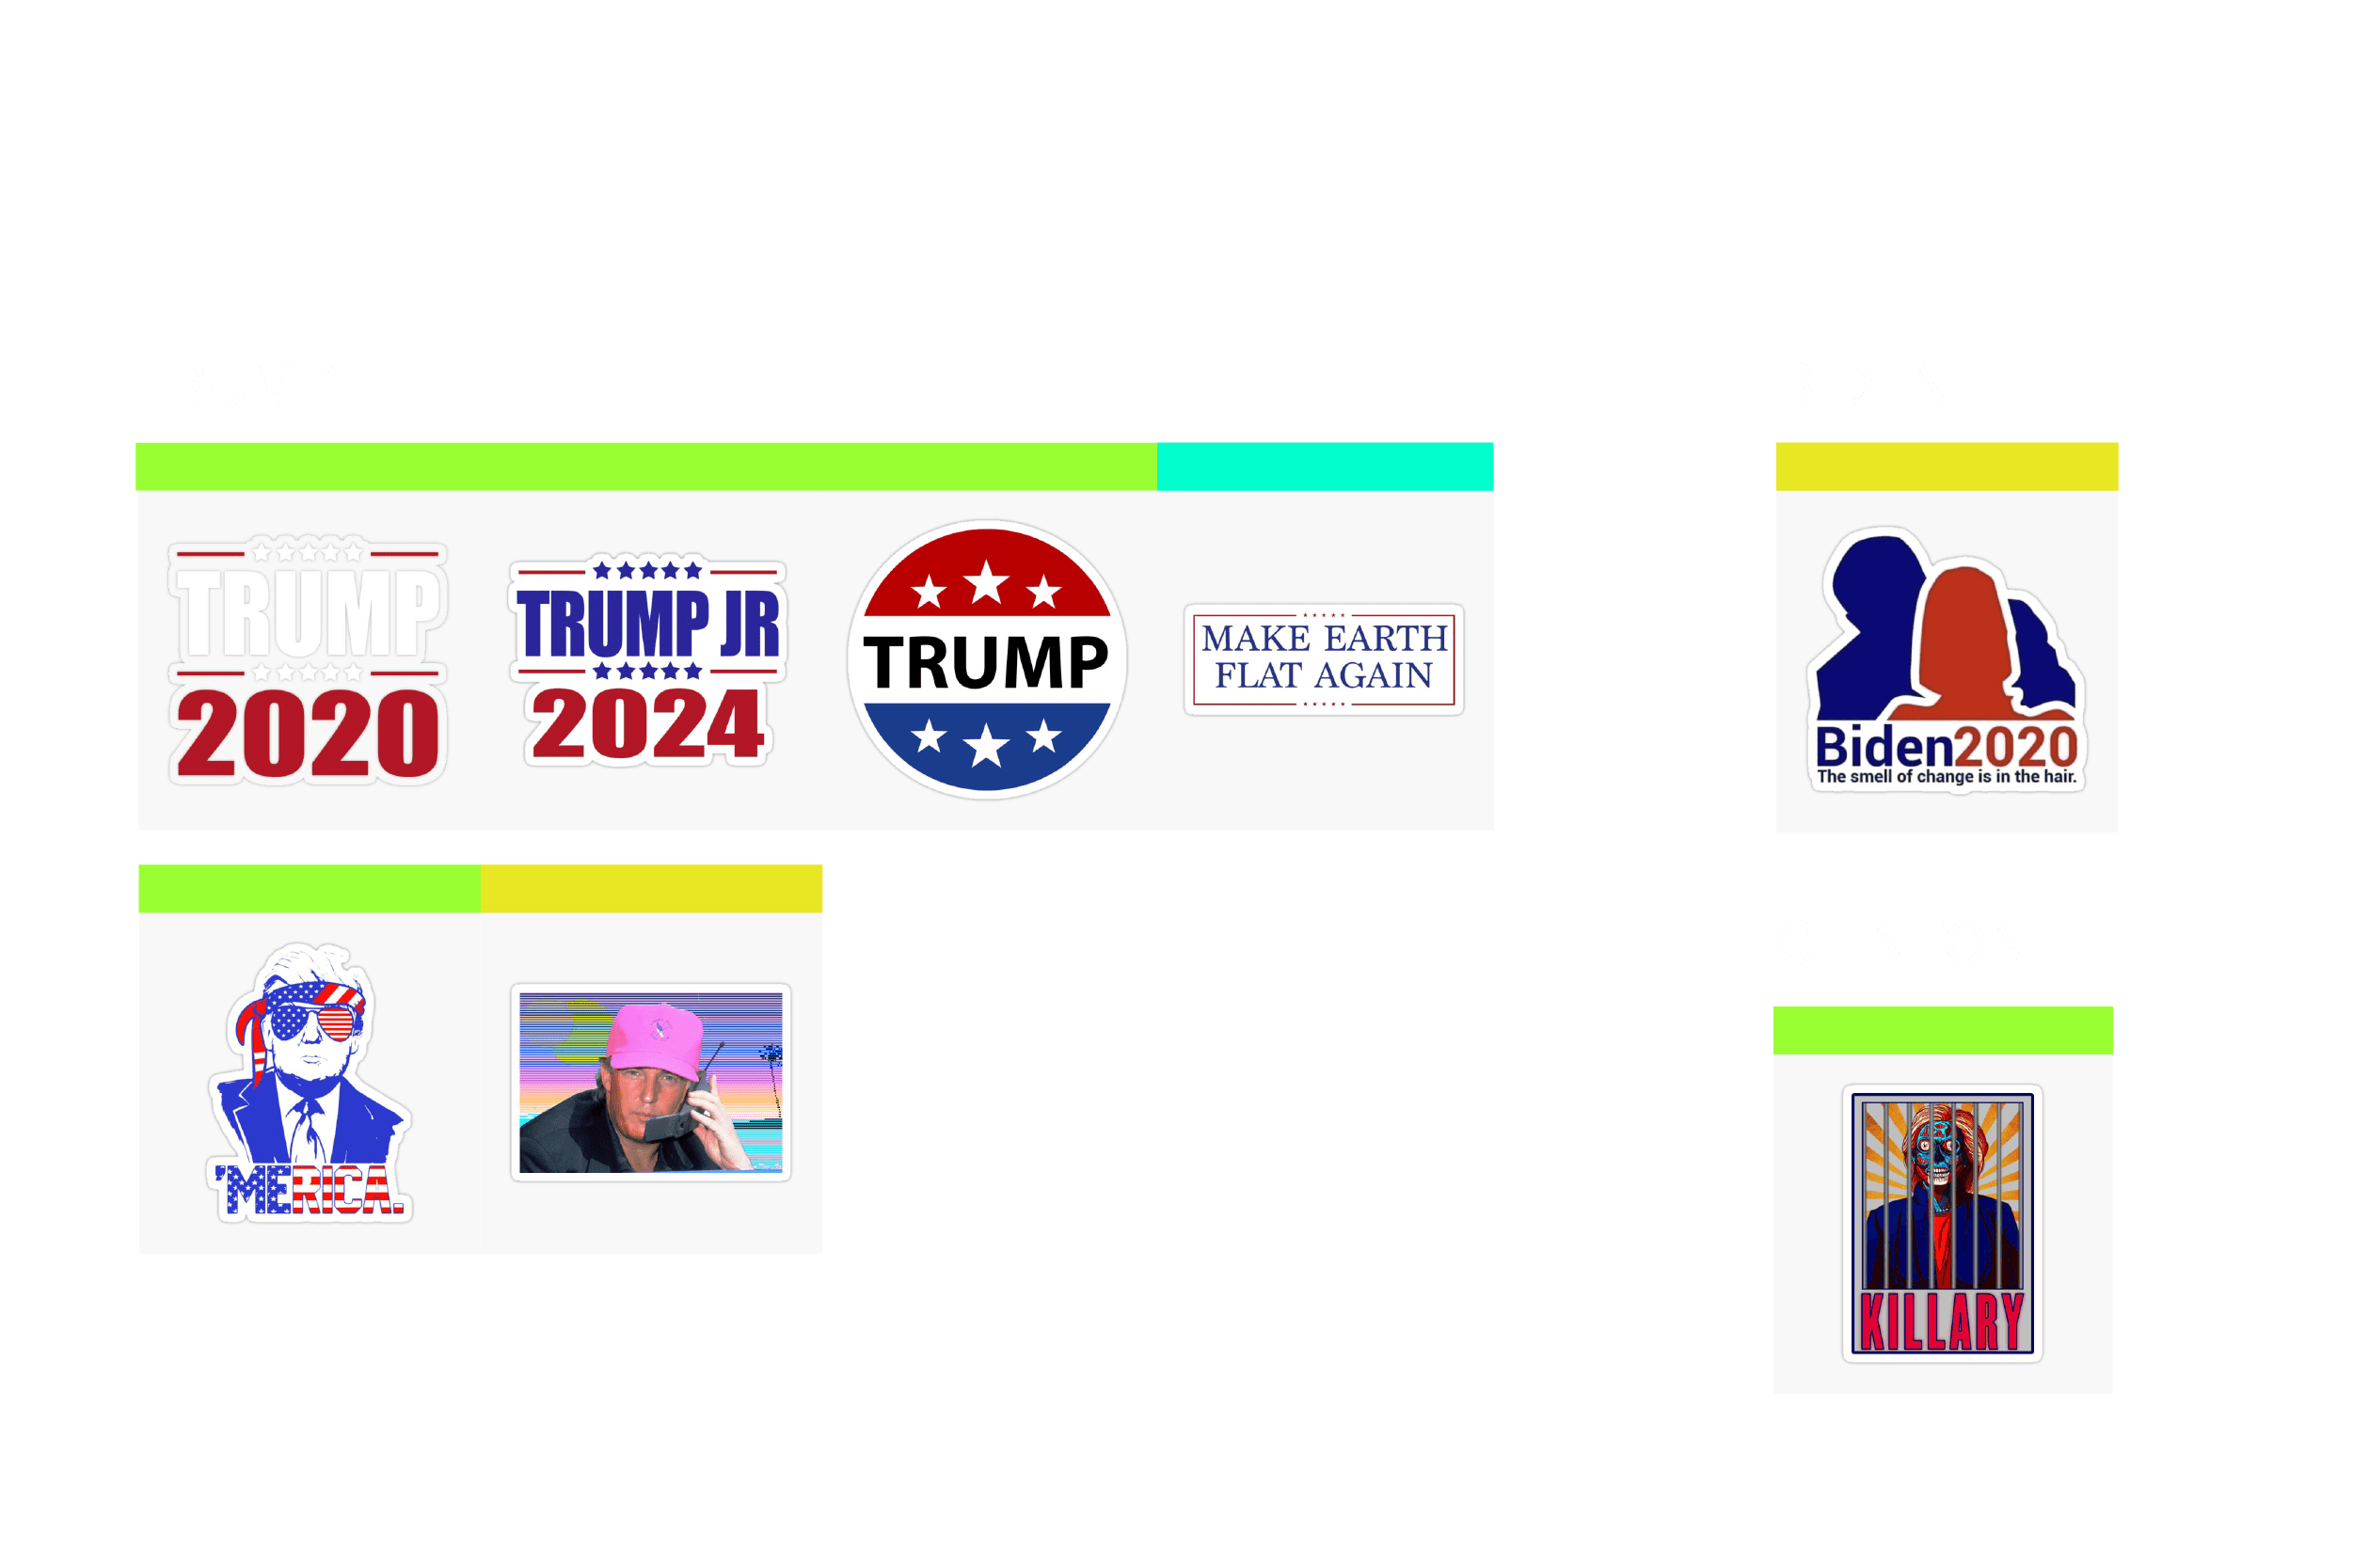 TRUMP
2020
TRUMP JR
2024
TRUMP
MAKE EARTH
FLAT AGAIN
Biden2020
The smell of change is in the hair.
'MERICA.
KILLARY